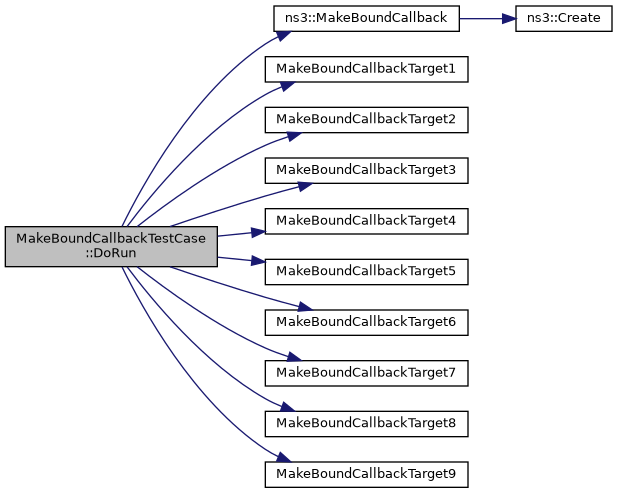 ns3::MakeBoundCallback
ns3::Create
MakeBoundCallbackTarget1
MakeBoundCallbackTarget2
MakeBoundCallbackTarget3
MakeBoundCallbackTestCase
::DoRun
MakeBoundCallbackTarget4
MakeBoundCallbackTarget5
MakeBoundCallbackTarget6
MakeBoundCallbackTarget7
MakeBoundCallbackTarget8
MakeBoundCallbackTarget9